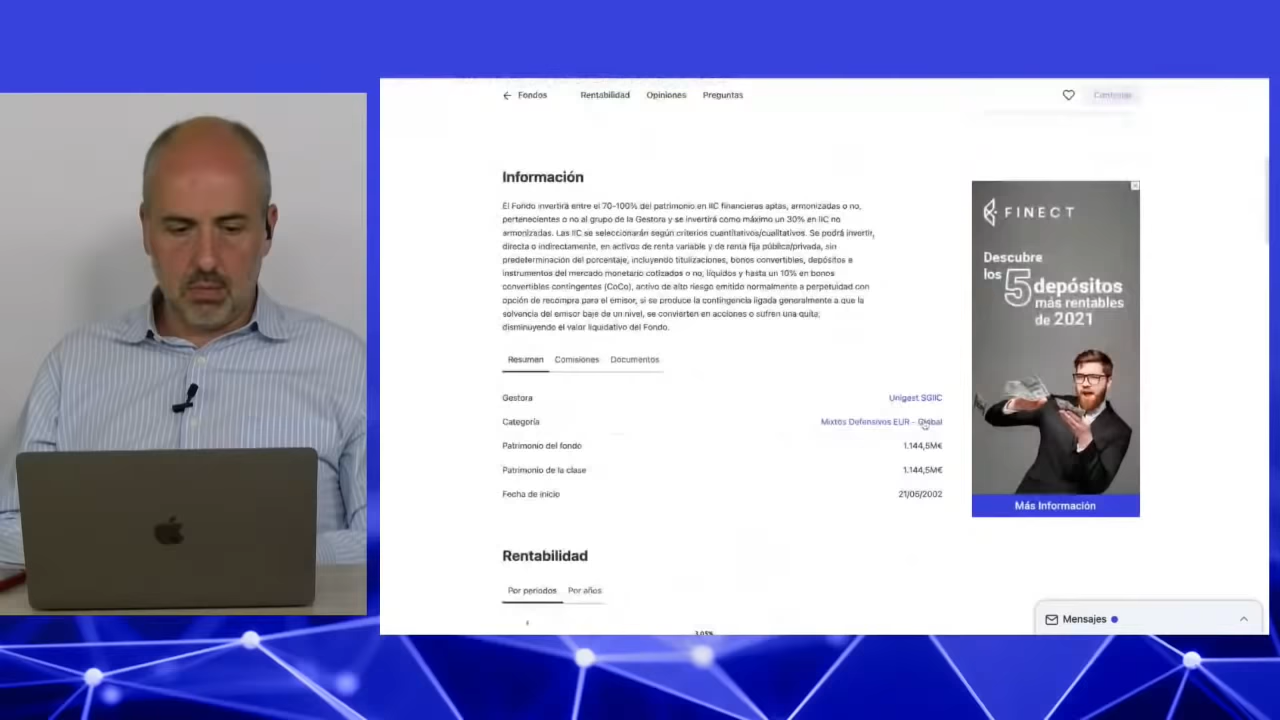 Fondos
Rentabilidad
Opiniones
Preguntas
Contratar
Información
El Fondo invertirá entre el 70-100% del patrimonio en IIC financieras aptas, armonizadas o no,
pertenecientes o no al grupo de la Gestora y se invertirá como máximo un 30% en IIC no
armonizadas. Las IIC se seleccionarán según criterios cuantitativos/cualitativos. Se podrá invertir,
directa o indirectamente, en activos de renta variable y de renta fija pública/privada, sin
predeterminación del porcentaje, incluyendo titulizaciones, bonos convertibles, depósitos e
instrumentos del mercado monetario cotizados o no, líquidos y hasta un 10% en bonos
convertibles contingentes (CoCo), activo de alto riesgo emitido normalmente a perpetuidad con
opción de recompra para el emisor, si se produce la contingencia ligada generalmente a que la
solvencia del emisor baje de un nivel, se convierten en acciones o sufren una quita;
disminuyendo el valor liquidativo del Fondo.
Resumen
Comisiones
Documentos
Gestora
Unigest SGIIC
Categoría
Mixtos Defensivos EUR - Global
Patrimonio del fondo
1.144,5M€
Patrimonio de la clase
1.144,5M€
Fecha de inicio
21/05/2002
Rentabilidad
Por periodos
Por años
3,05%
FINECT
Descubre
los 5 depósitos
más rentables
de 2021
Más Información
Mensajes